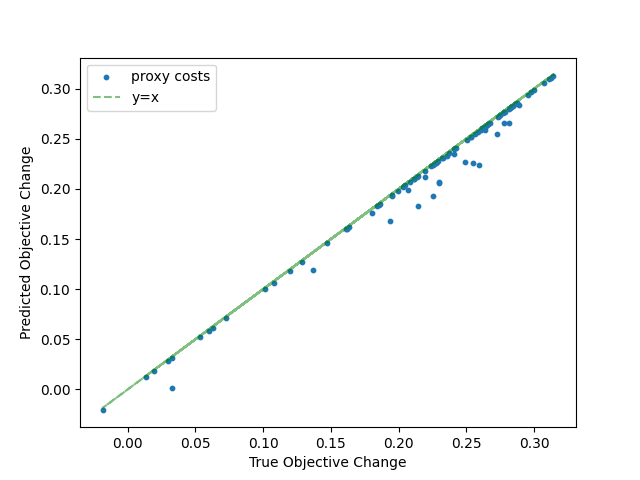 proxy costs
y=x
0.30
0.25
0.20
0.15
0.10
0.05
0.00
Predicted Objective Change
0.00 0.05 0.10 0.15 0.20 0.25 0.30
True Objective Change